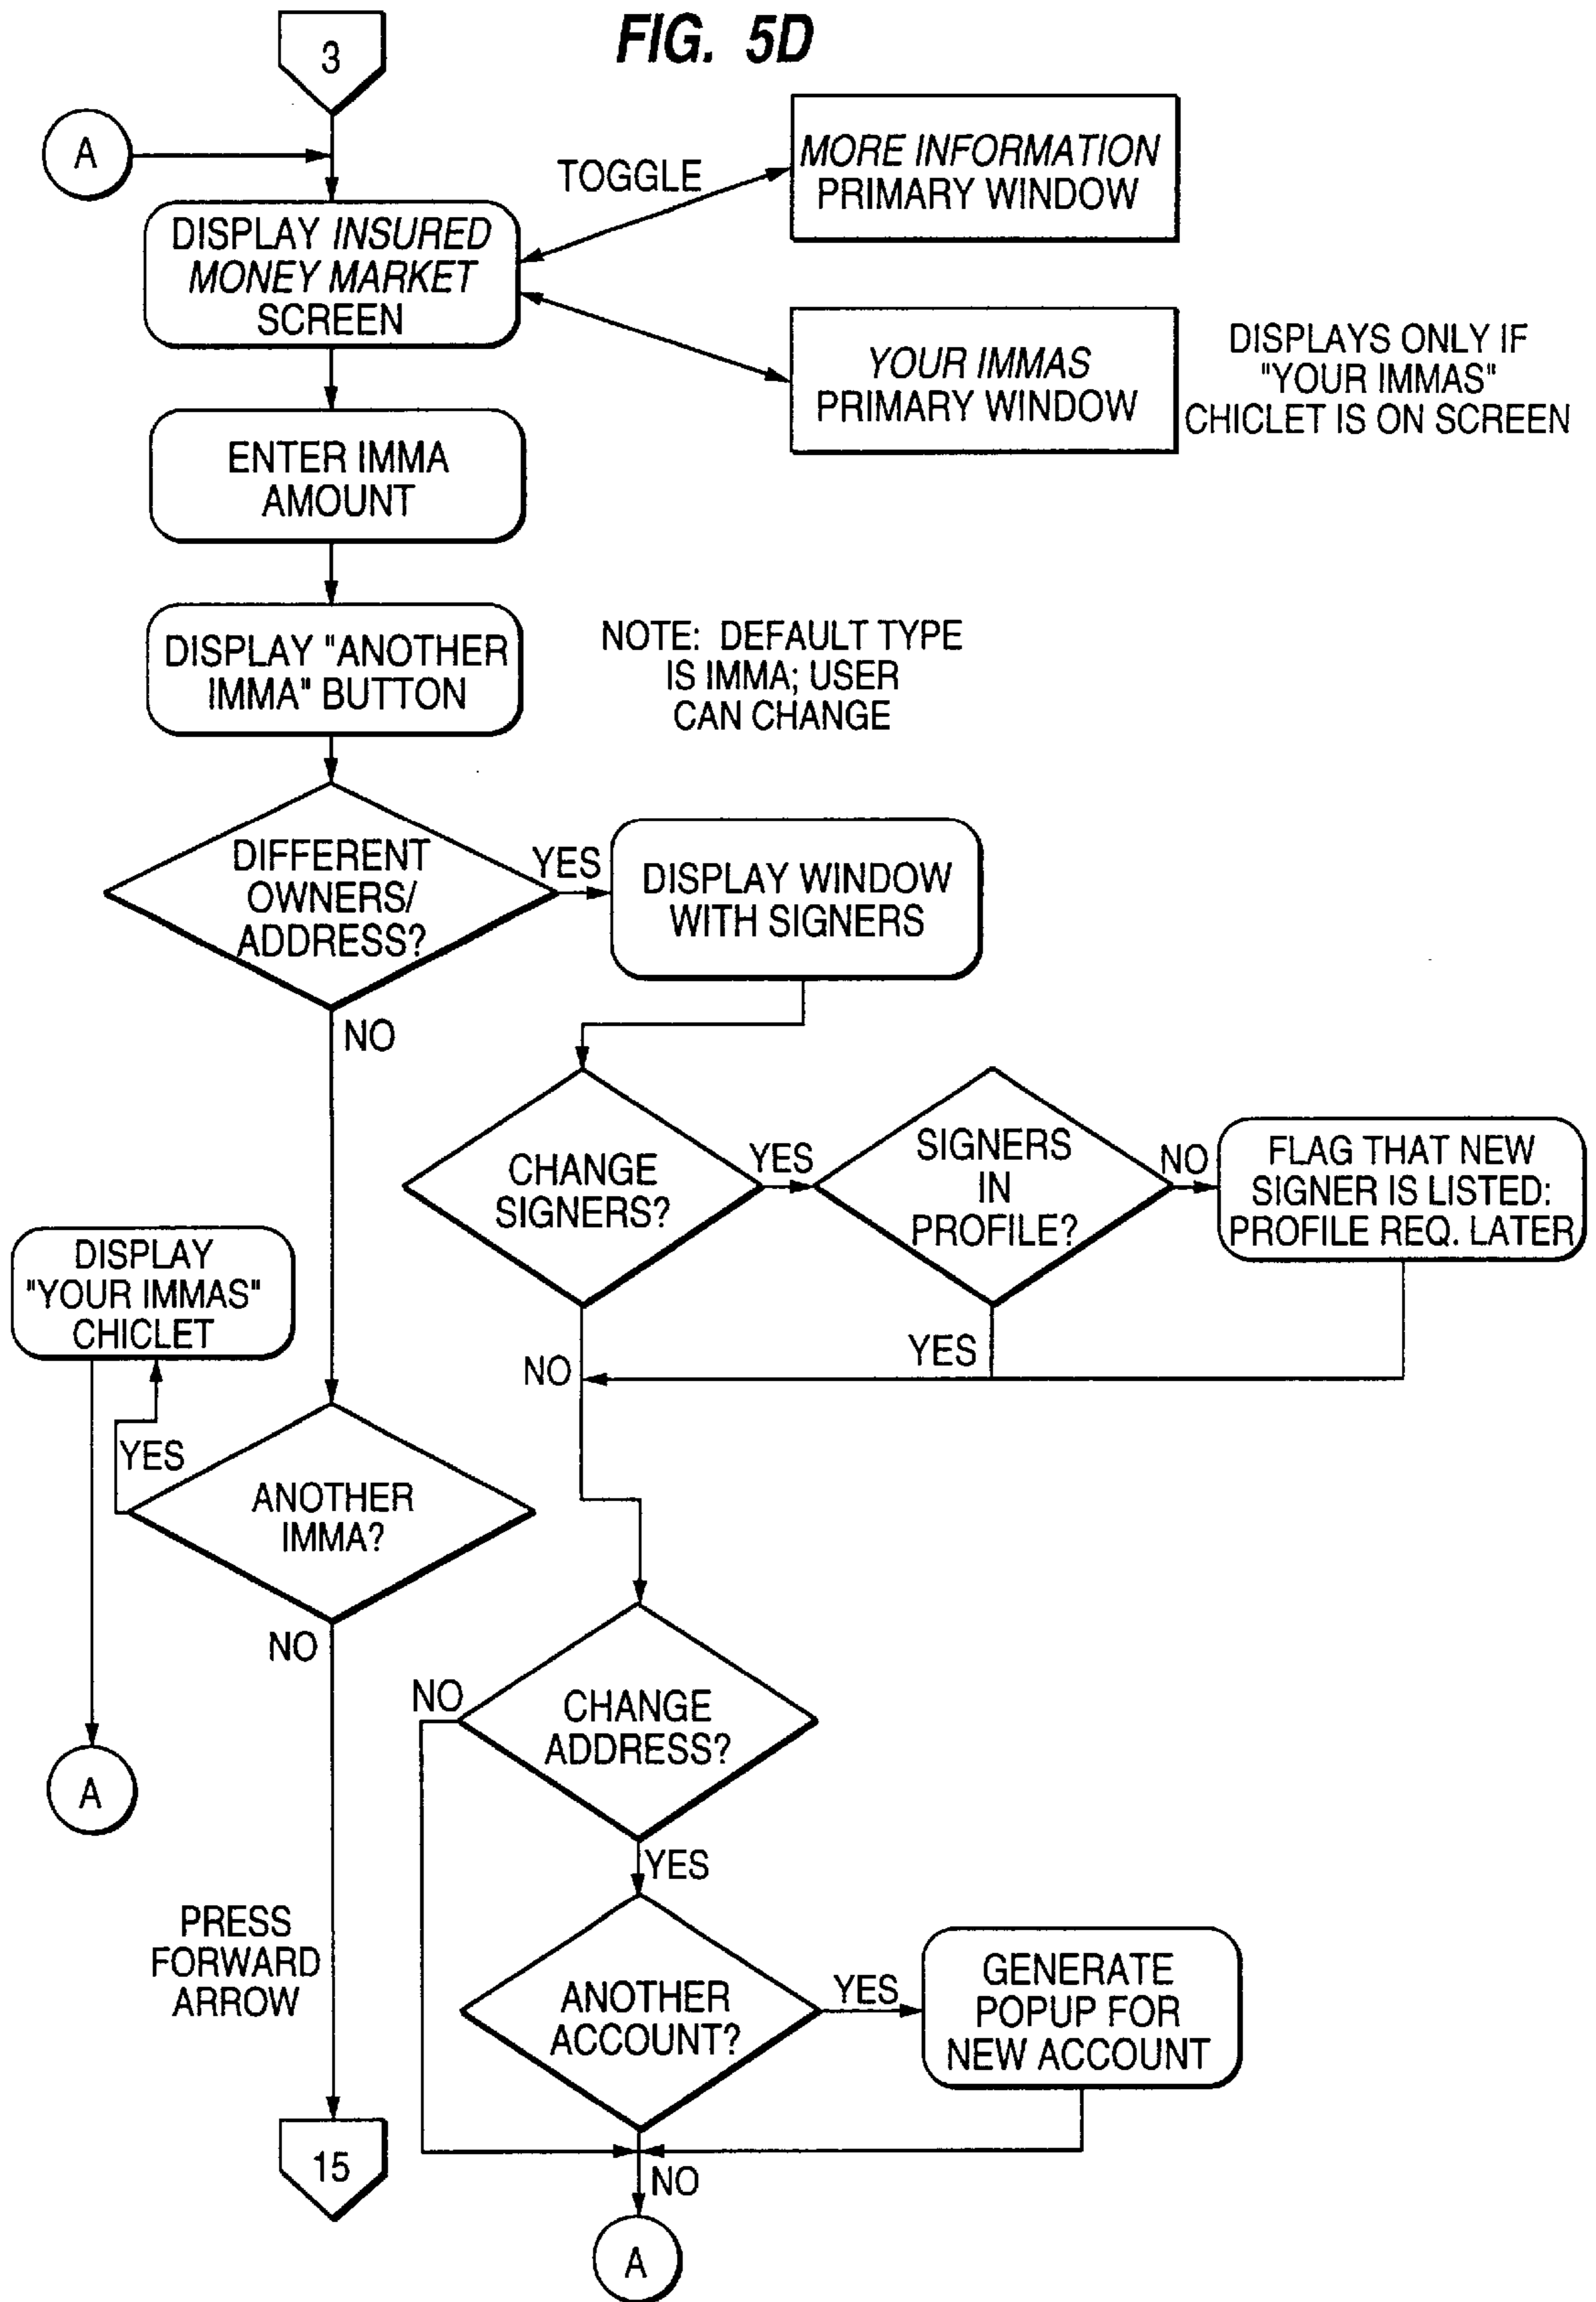 FIG. 5D
3
A
TOGGLE
MORE INFORMATION
PRIMARY WINDOW
DISPLAY INSURED
MONEY MARKET
SCREEN
YOUR IMMAS
PRIMARY WINDOW
DISPLAYS ONLY IF
"YOUR IMMAS"
CHICLET IS ON SCREEN
ENTER IMMA
AMOUNT
DISPLAY "ANOTHER
IMMA" BUTTON
NOTE: DEFAULT TYPE
IS IMMA; USER
CAN CHANGE
DIFFERENT
OWNERS/
ADDRESS?
YES
DISPLAY WINDOW
WITH SIGNERS
NO
CHANGE
SIGNERS?
YES
SIGNERS
IN
PROFILE?
NO
FLAG THAT NEW
SIGNER IS LISTED:
PROFILE REQ. LATER
DISPLAY
"YOUR IMMAS"
CHICLET
NO
YES
YES
ANOTHER
IMMA?
NO
NO
CHANGE
ADDRESS?
A
YES
PRESS
FORWARD
ARROW
ANOTHER
ACCOUNT?
YES
GENERATE
POPUP FOR
NEW ACCOUNT
15
NO
A